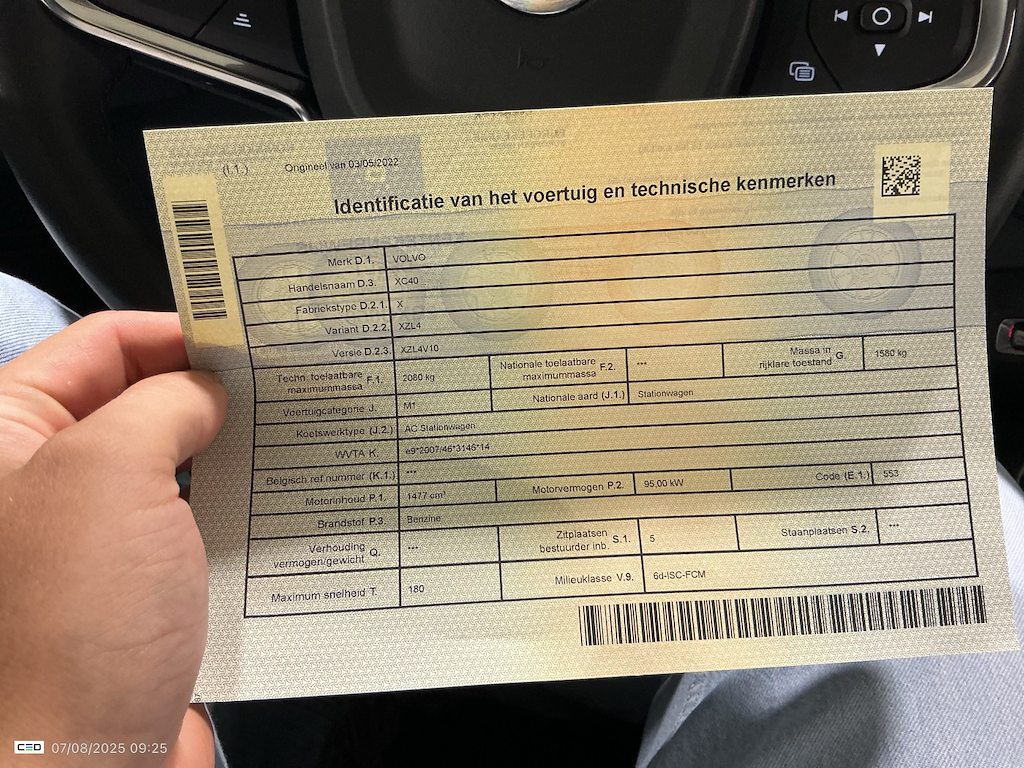 (I.1.) Origineel van 03/05/2022
Identificatie van het voertuig en technische kenmerken
Merk D.1. VOLVO
Handelsnaam D.3. XC40
Fabriekstype D.2.1. X
Variant D.2.2. XZL4
Versie D.2.3. XZL4V10
Techn. toelaatbare maximummassa F.1. 2080 kg Nationale toelaatbare maximummassa F.2. --- Massa in rijklare toestand G 1580 kg
Voertuigcategorie J. M1 Nationale aard (J.1.) Stationwagen
Koetswerktype (J.2.) AC Stationwagen
WVTA K. e9*2007/46*3146*14
Belgisch ref.nummer (K.1.) ---
Motorinhoud P.1. 1477 cm³ Motorvermogen P.2. 95,00 kW Code (E.1.) 553
Brandstof P.3. Benzine
Verhouding vermogen/gewicht Q. --- Zitplaatsen bestuurder inb. S.1. 5 Staanplaatsen S.2. ---
Maximum snelheid T. 180 Milieuklasse V.9. 6d-ISC-FCM
CEO 07/08/2025 09:25